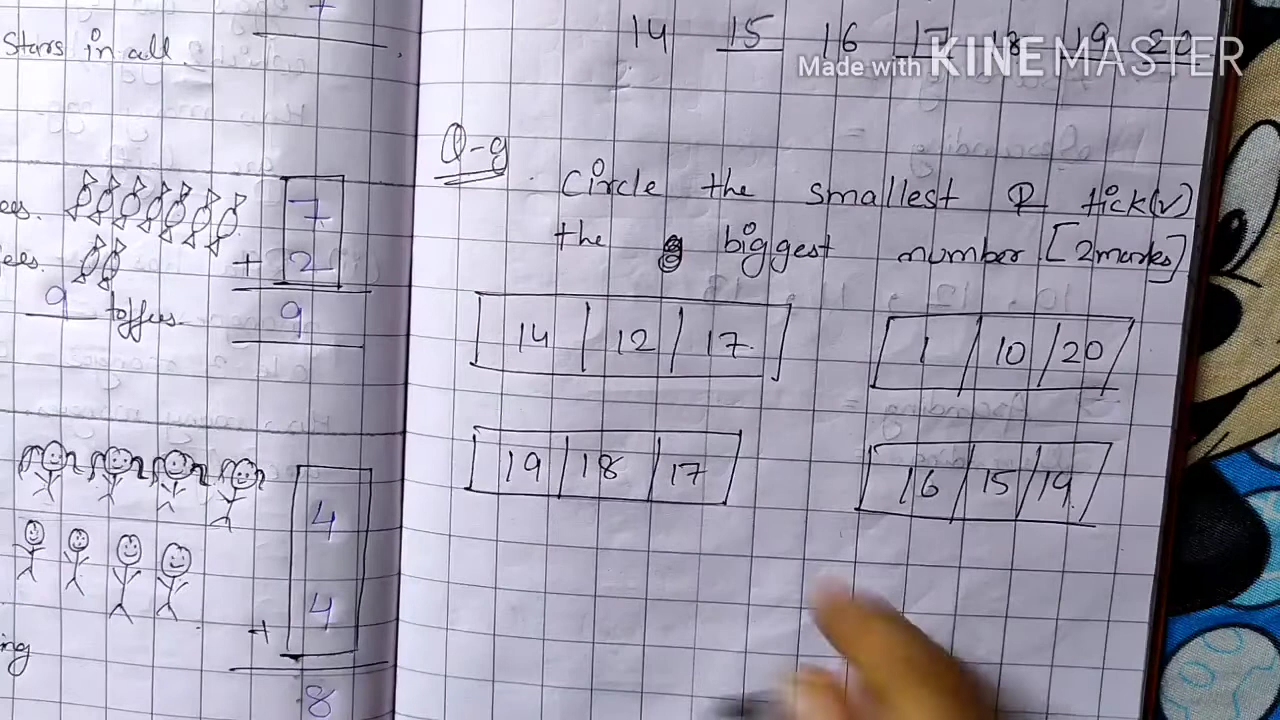 7
Stars in all.
7
2
+
9 toffees.
9
4
4
+
8
ing
14 15 16 17 18 19 20
Made with KINEMASTER
Q-9
Circle the smallest & tick(✓)
the biggest number [2marks]
14 12 17
1 10 20
19 18 17
16 15 19